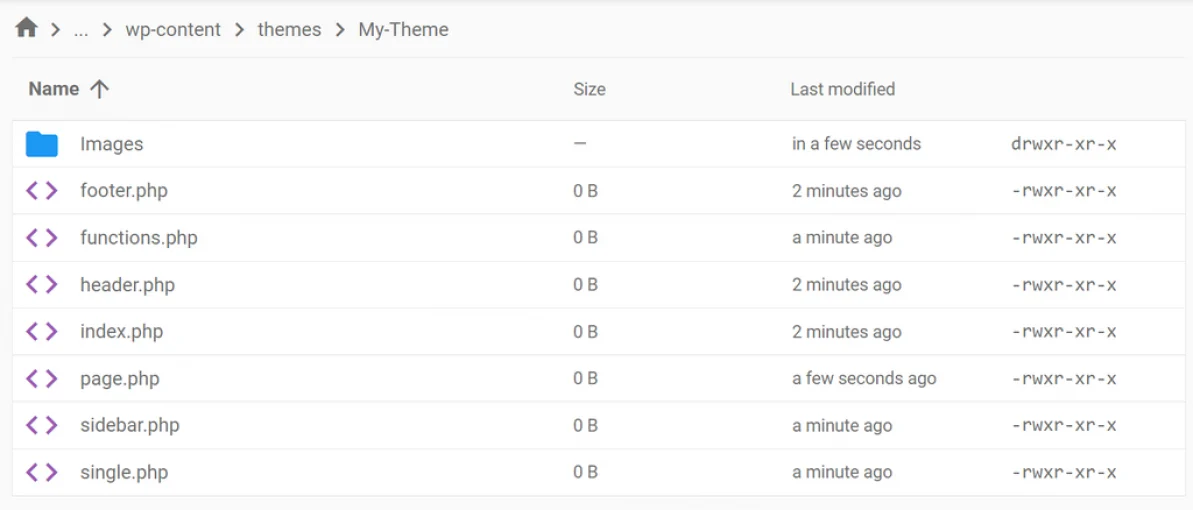 ... wp-content themes My-Theme
Name Size Last modified
Images — in a few seconds drwxr-xr-x
footer.php 0 B 2 minutes ago -rwxr-xr-x
functions.php 0 B a minute ago -rwxr-xr-x
header.php 0 B 2 minutes ago -rwxr-xr-x
index.php 0 B 2 minutes ago -rwxr-xr-x
page.php 0 B a few seconds ago -rwxr-xr-x
sidebar.php 0 B a minute ago -rwxr-xr-x
single.php 0 B a minute ago -rwxr-xr-x